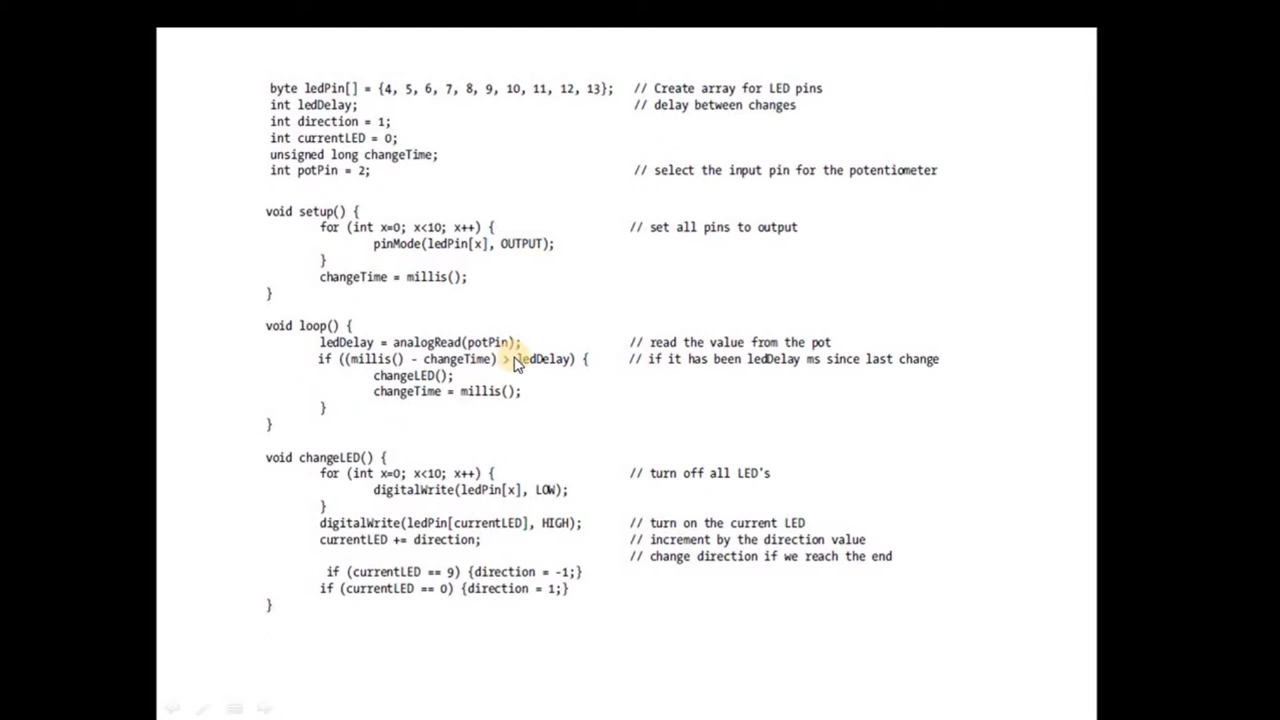 byte ledPin[] = {4, 5, 6, 7, 8, 9, 10, 11, 12, 13}; // Create array for LED pins
int ledDelay; // delay between changes
int direction = 1;
int currentLED = 0;
unsigned long changeTime;
int potPin = 2; // select the input pin for the potentiometer
void setup() {
for (int x=0; x<10; x++) { // set all pins to output
pinMode(ledPin[x], OUTPUT);
}
changeTime = millis();
}
void loop() {
ledDelay = analogRead(potPin); // read the value from the pot
if ((millis() - changeTime) > ledDelay) { // if it has been ledDelay ms since last change
changeLED();
changeTime = millis();
}
}
void changeLED() {
for (int x=0; x<10; x++) { // turn off all LED's
digitalWrite(ledPin[x], LOW);
}
digitalWrite(ledPin[currentLED], HIGH); // turn on the current LED
currentLED += direction; // increment by the direction value
// change direction if we reach the end
if (currentLED == 9) {direction = -1;}
if (currentLED == 0) {direction = 1;}
}